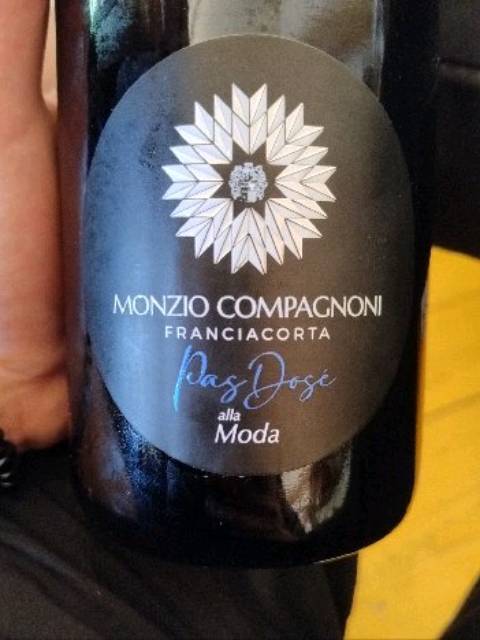 MONZIO COMPAGNONI
FRANCIACORTA
Pas Dosé
alla
Moda